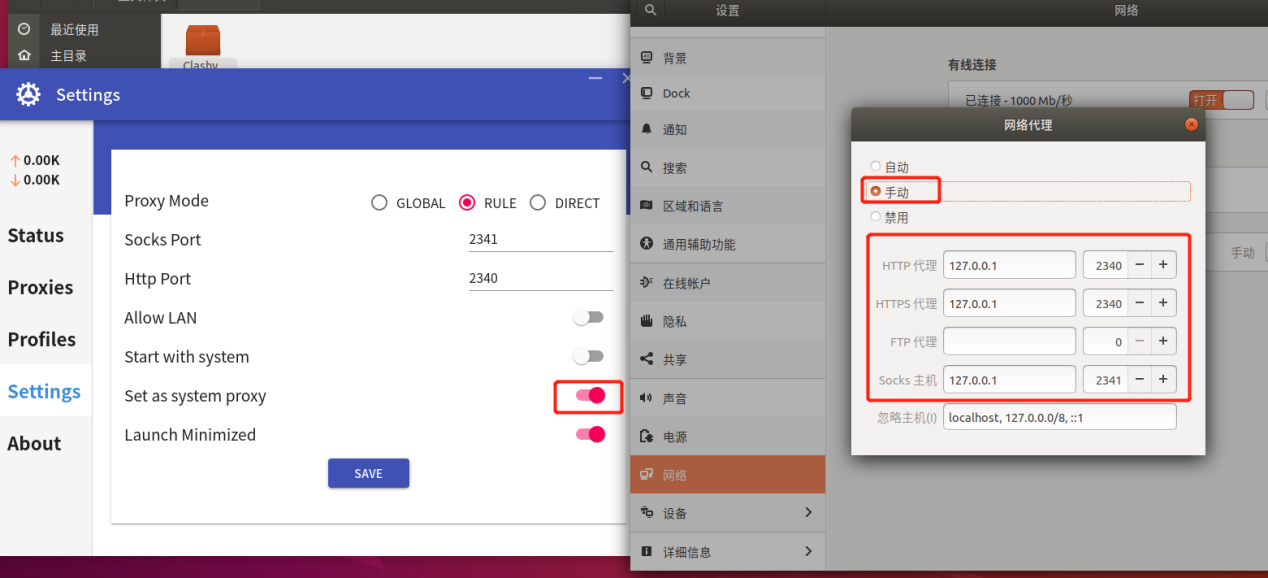 最近使用
主目录
Clashy
Settings
0.00K
0.00K
Status
Proxies
Profiles
Settings
About
Proxy Mode
GLOBAL RULE DIRECT
Socks Port 2341
Http Port 2340
Allow LAN
Start with system
Set as system proxy
Launch Minimized
SAVE
设置
网络
背景
Dock
通知
搜索
区域和语言
通用辅助功能
在线帐户
隐私
共享
声音
电源
网络
设备
详细信息
有线连接
已连接 - 1000 Mb/秒 打开
手动
网络代理
自动
手动
禁用
HTTP 代理 127.0.0.1 2340 − +
HTTPS 代理 127.0.0.1 2340 − +
FTP 代理 0 − +
Socks 主机 127.0.0.1 2341 − +
忽略主机(I) localhost, 127.0.0.0/8, ::1